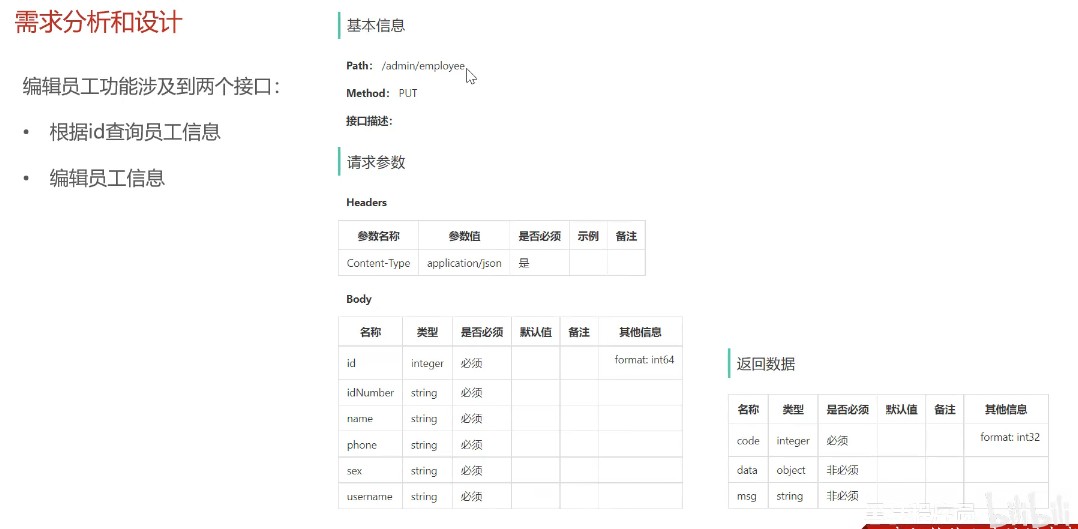 需求分析和设计
编辑员工功能涉及到两个接口：
• 根据id查询员工信息
• 编辑员工信息
基本信息
Path： /admin/employee
Method： PUT
接口描述：
请求参数
Headers
参数名称 参数值 是否必须 示例 备注
Content-Type application/json 是
Body
名称 类型 是否必须 默认值 备注 其他信息
id integer 必须 format: int64
idNumber string 必须
name string 必须
phone string 必须
sex string 必须
username string 必须
返回数据
名称 类型 是否必须 默认值 备注 其他信息
code integer 必须 format: int32
data object 非必须
msg string 非必须
bilibili